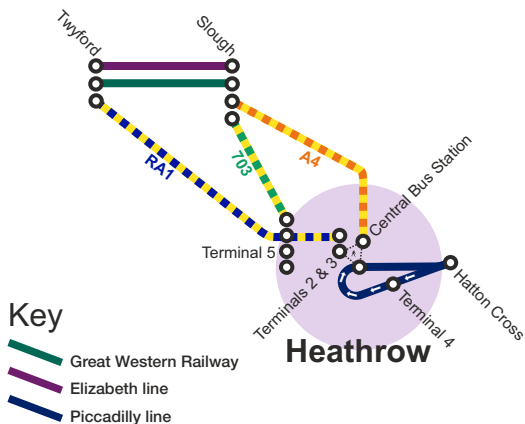 Twyford
Slough
RA1
703
A4
Central Bus Station
Terminal 5
Terminals 2 & 3
Hatton Cross
Terminal 4
Heathrow
Key
Great Western Railway
Elizabeth line
Piccadilly line